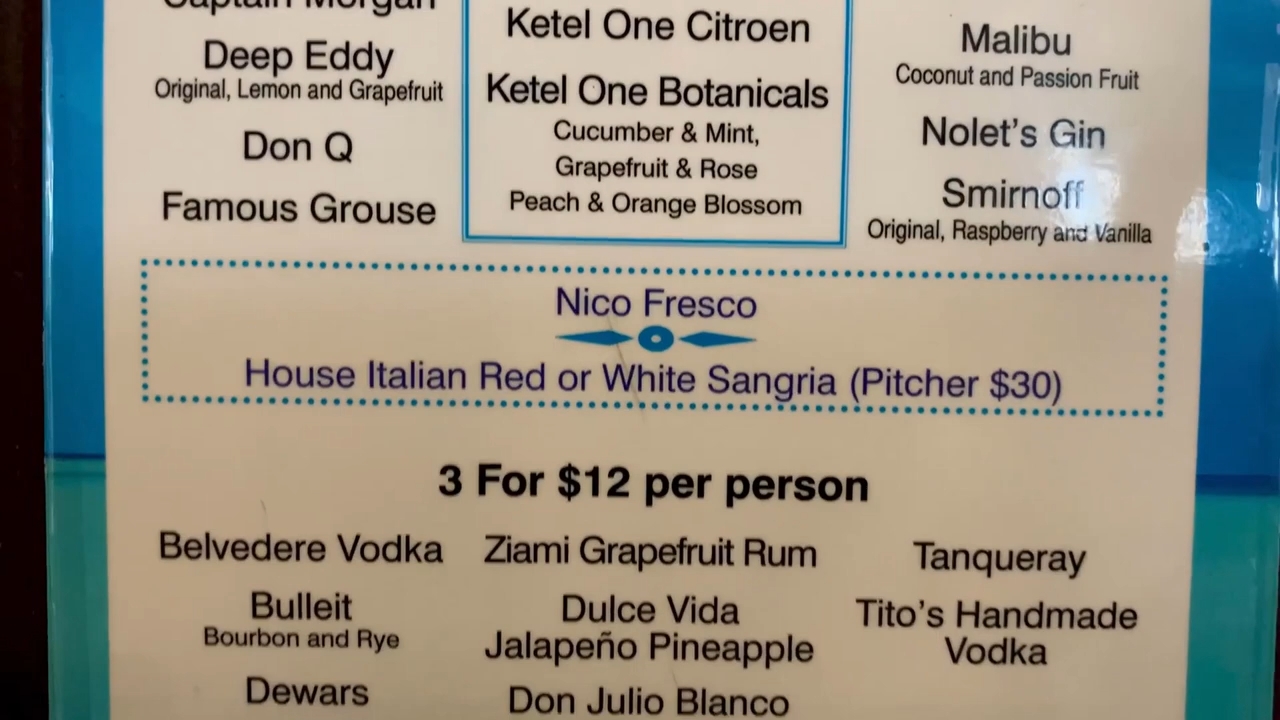 Captain Morgan
Deep Eddy
Original, Lemon and Grapefruit
Don Q
Famous Grouse
Ketel One Citroen
Ketel One Botanicals
Cucumber & Mint,
Grapefruit & Rose
Peach & Orange Blossom
Malibu
Coconut and Passion Fruit
Nolet's Gin
Smirnoff
Original, Raspberry and Vanilla
Nico Fresco
House Italian Red or White Sangria (Pitcher $30)
3 For $12 per person
Belvedere Vodka
Bulleit
Bourbon and Rye
Dewars
Ziami Grapefruit Rum
Dulce Vida
Jalapeño Pineapple
Don Julio Blanco
Tanqueray
Tito's Handmade
Vodka